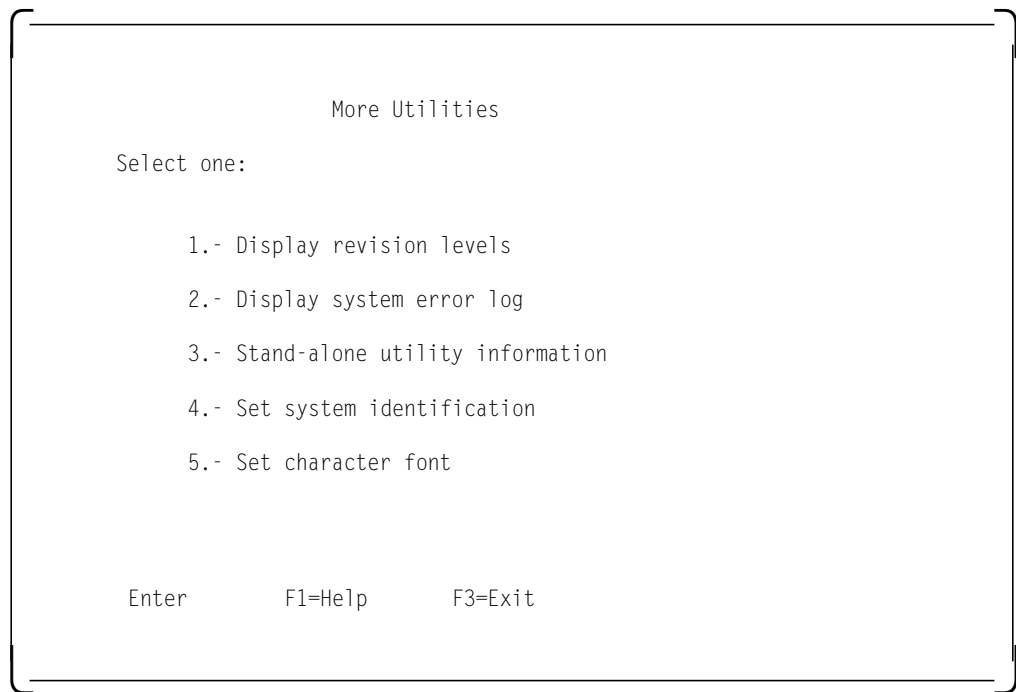 More Utilities
Select one:
1.- Display revision levels
2.- Display system error log
3.- Stand-alone utility information
4.- Set system identification
5.- Set character font
Enter F1=Help F3=Exit